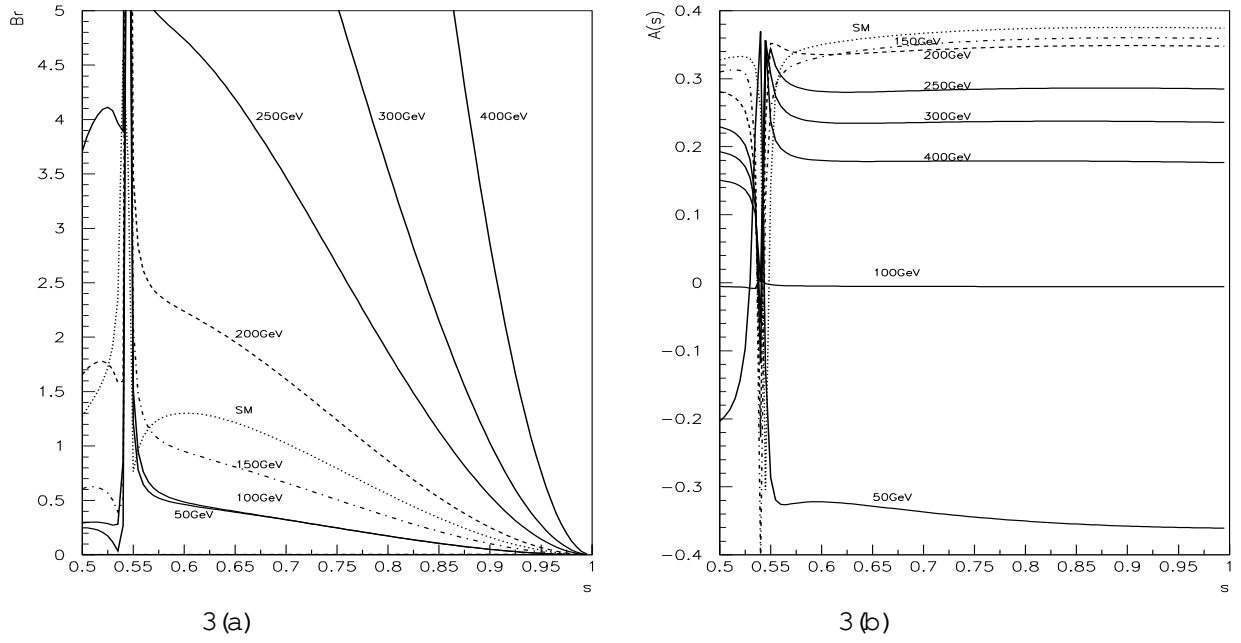 Br
5
4.5
4
3.5
3
2.5
2
1.5
1
0.5
0
250GeV
300GeV
400GeV
200GeV
SM
150GeV
100GeV
50GeV
0.5 0.55 0.6 0.65 0.7 0.75 0.8 0.85 0.9 0.95 1
s
3(a)
A(s)
0.4
0.3
0.2
0.1
0
−0.1
−0.2
−0.3
−0.4
SM
150GeV
200GeV
250GeV
300GeV
400GeV
100GeV
50GeV
0.5 0.55 0.6 0.65 0.7 0.75 0.8 0.85 0.9 0.95 1
s
3(b)